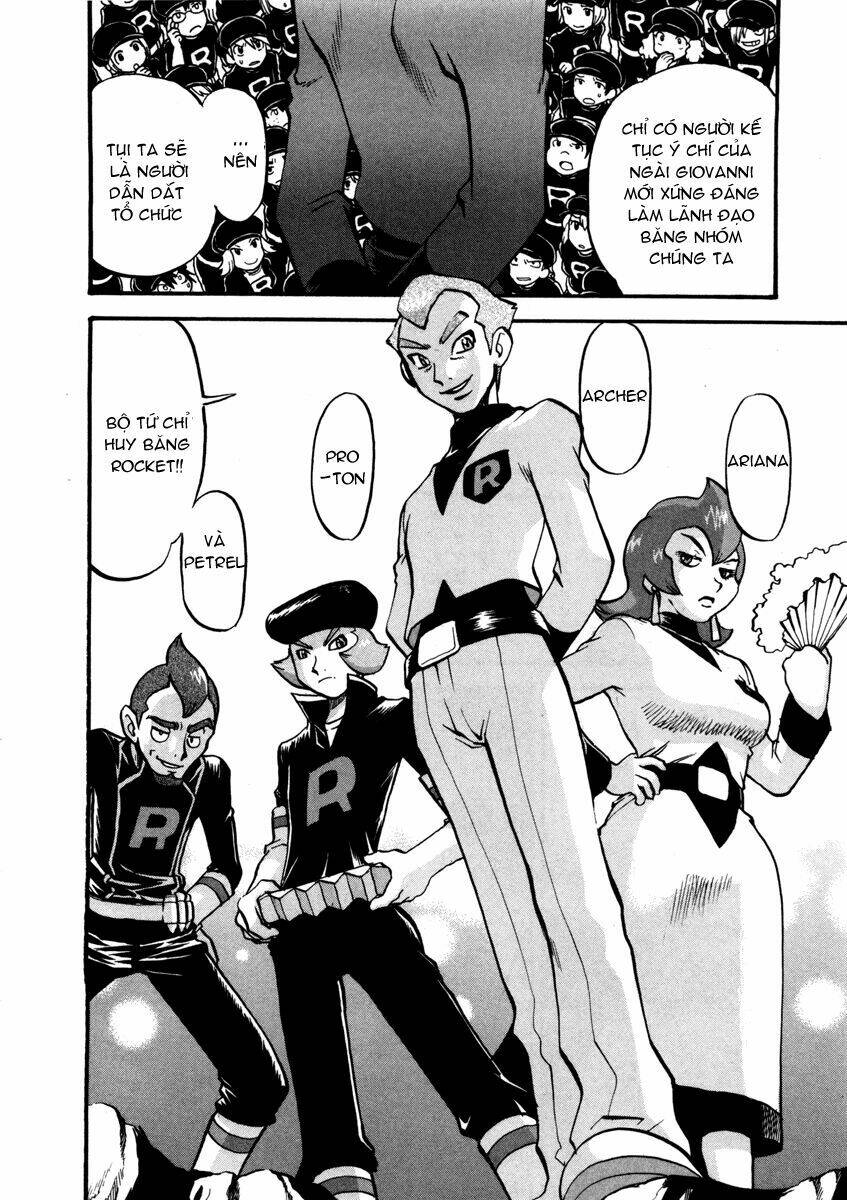 CHỈ CÓ NGƯỜI KẾ
TỤC Ý CHÍ CỦA
NGÀI GIOVANNI
MỚI XỨNG ĐÁNG
LÀM LÃNH ĐẠO
BĂNG NHÓM
CHÚNG TA
...
NÊN
TỤI TA SẼ
LÀ NGƯỜI
DẪN DẮT
TỔ CHỨC
ARIANA
ARCHER
PRO
-TON
VÀ
PETREL
BỘ TỨ CHỈ
HUY BĂNG
ROCKET!!
R
R
R